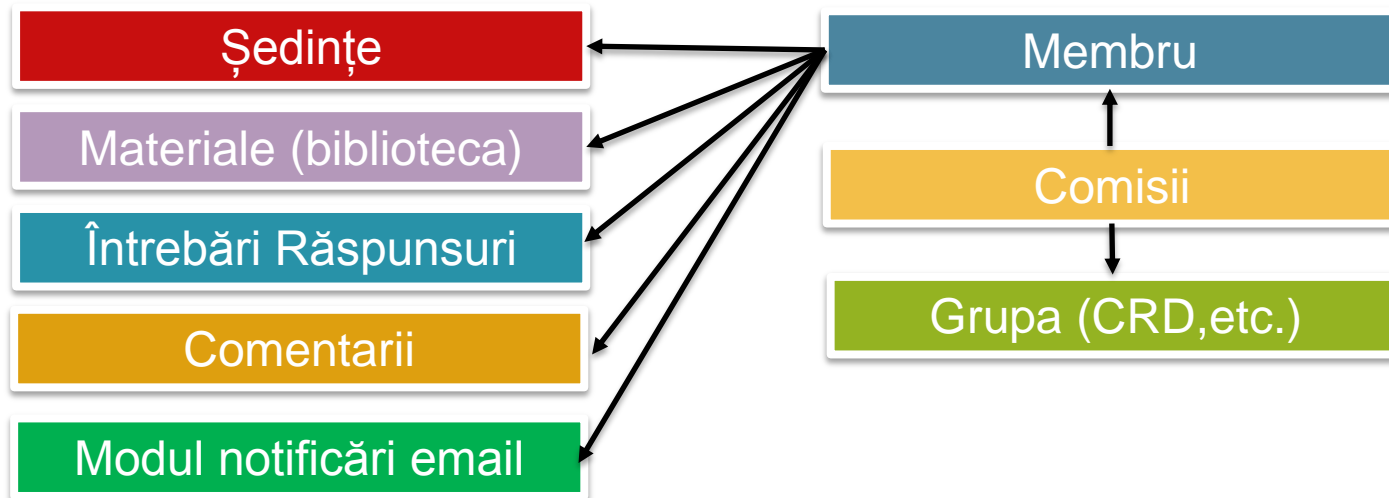 Ședințe
Materiale (biblioteca)
Întrebări Răspunsuri
Comentarii
Modul notificări email
Membru
Comisii
Grupa (CRD,etc.)